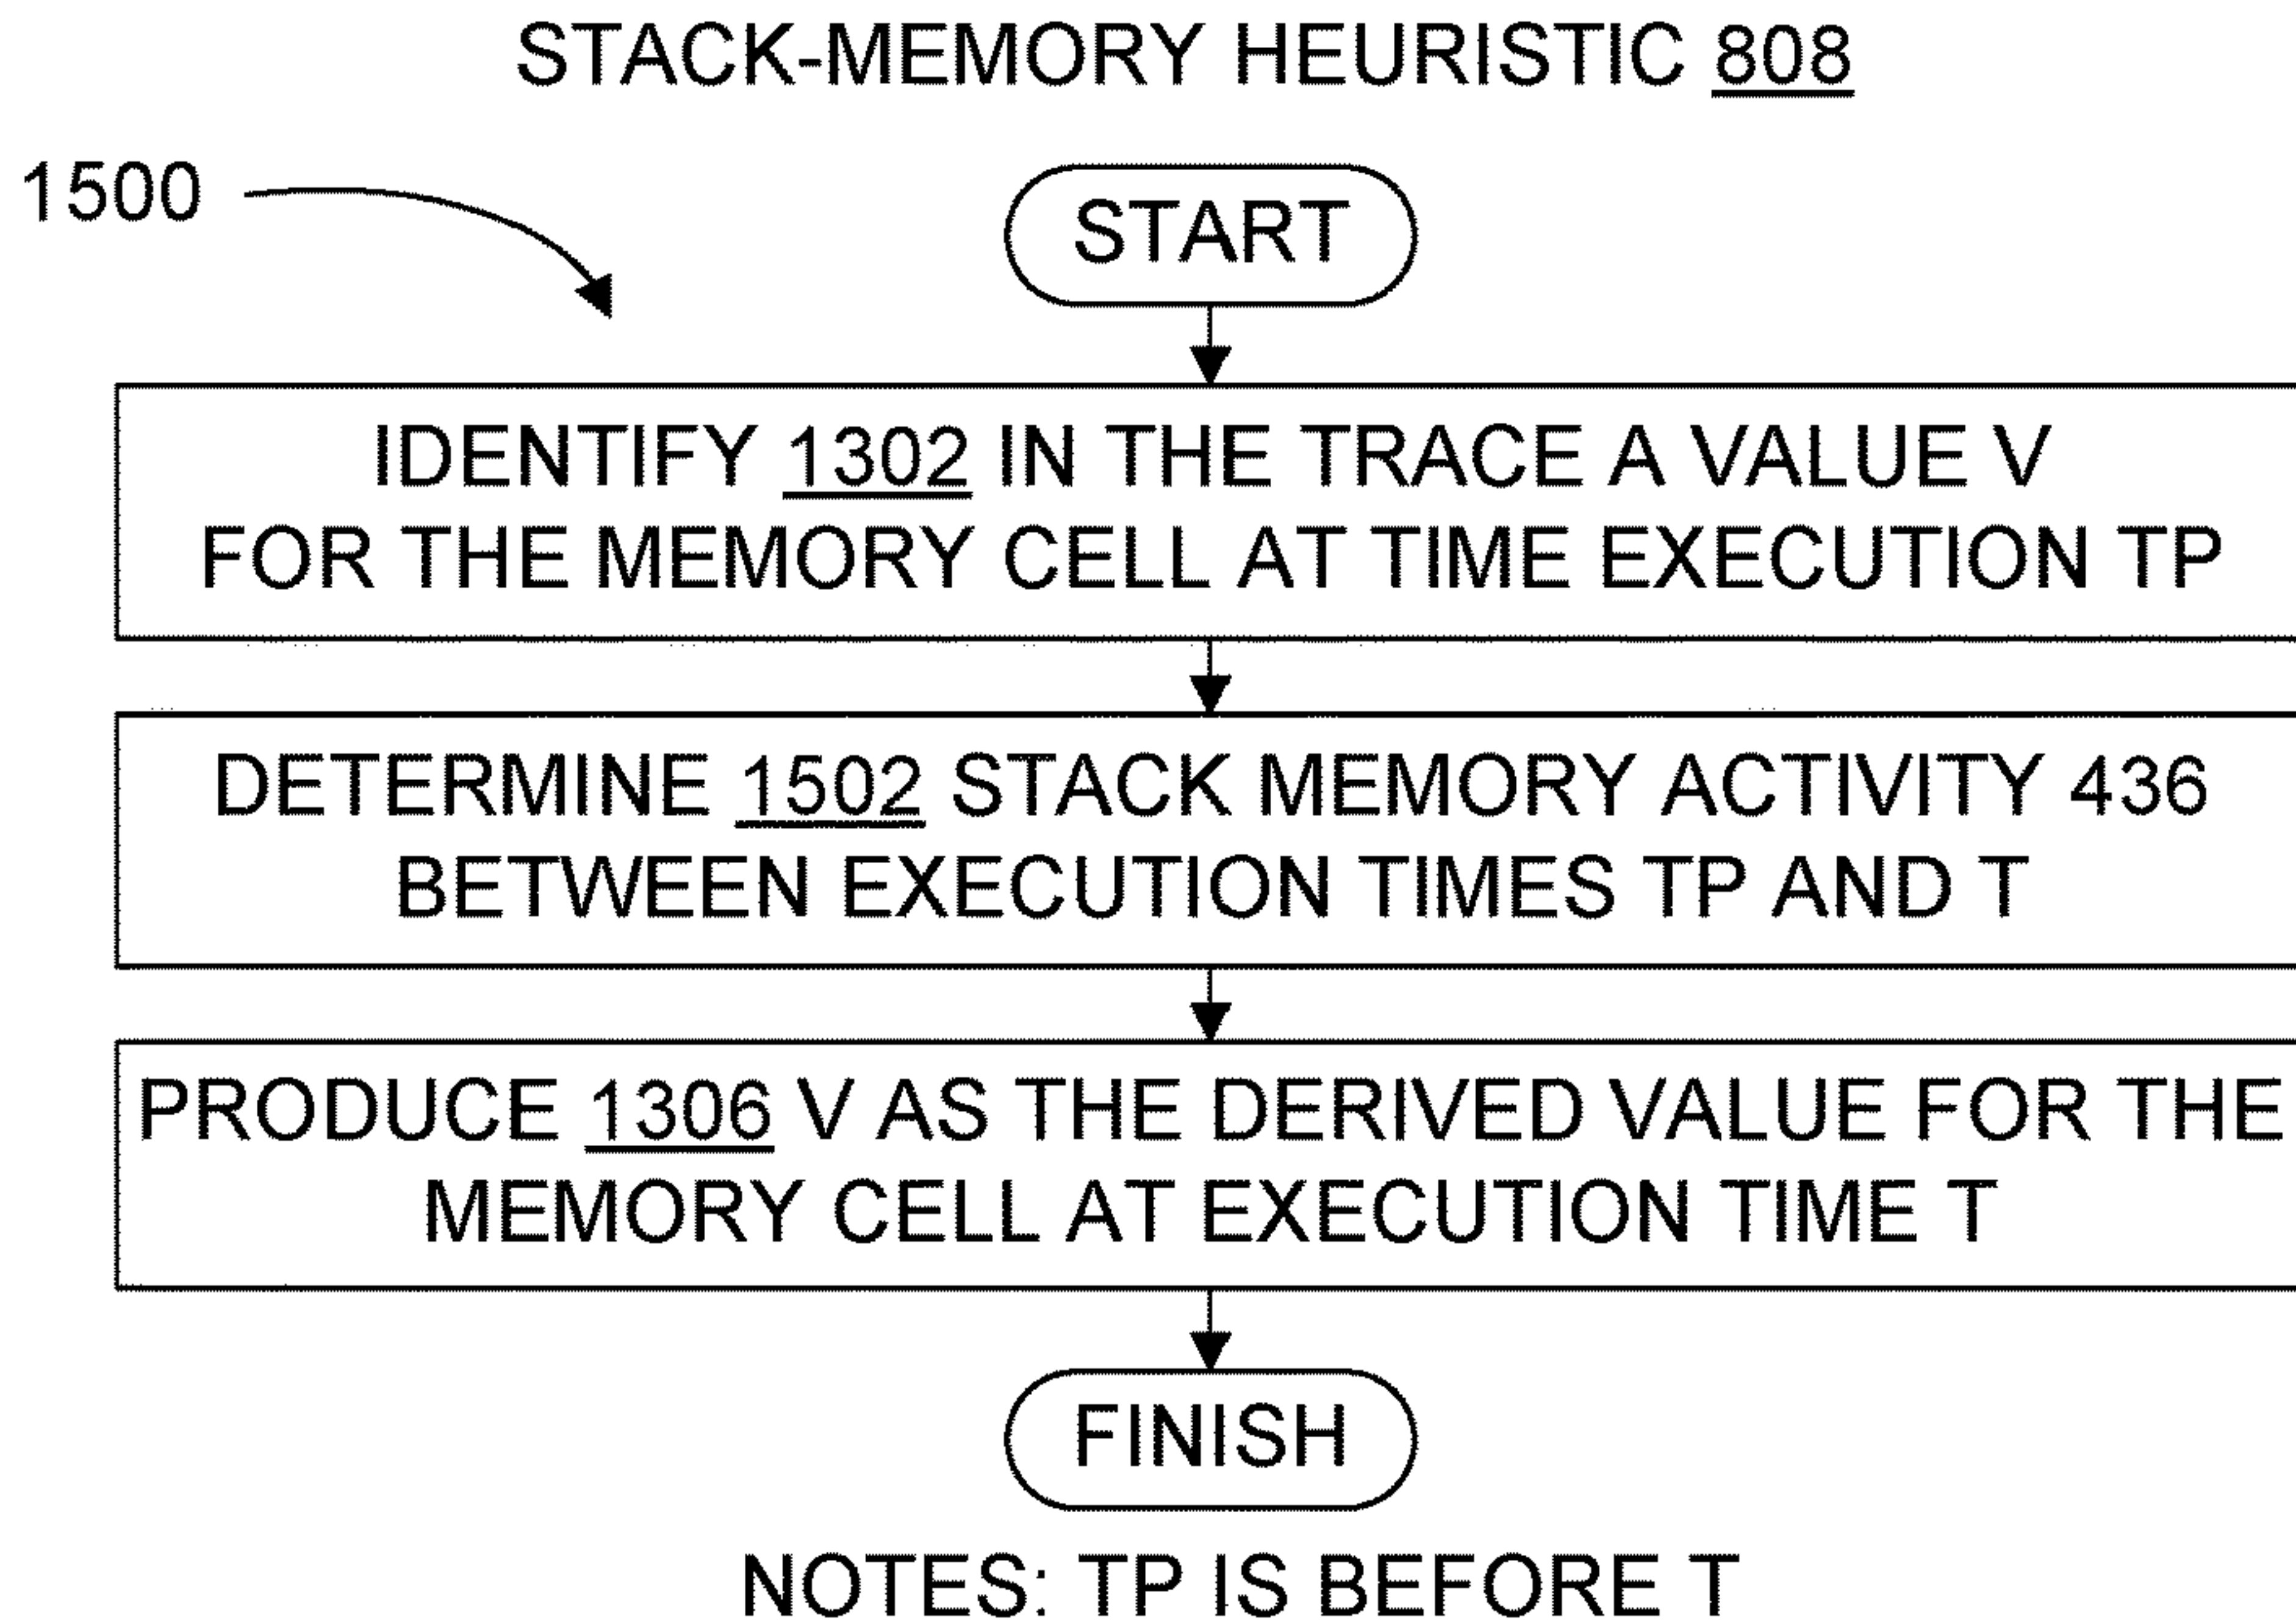 STACK-MEMORY HEURISTIC 808
1500
START
IDENTIFY 1302 IN THE TRACE A VALUE V
FOR THE MEMORY CELL AT TIME EXECUTION TP
DETERMINE 1502 STACK MEMORY ACTIVITY 436
BETWEEN EXECUTION TIMES TP AND T
PRODUCE 1306 V AS THE DERIVED VALUE FOR THE
MEMORY CELL AT EXECUTION TIME T
FINISH
NOTES: TP IS BEFORE T